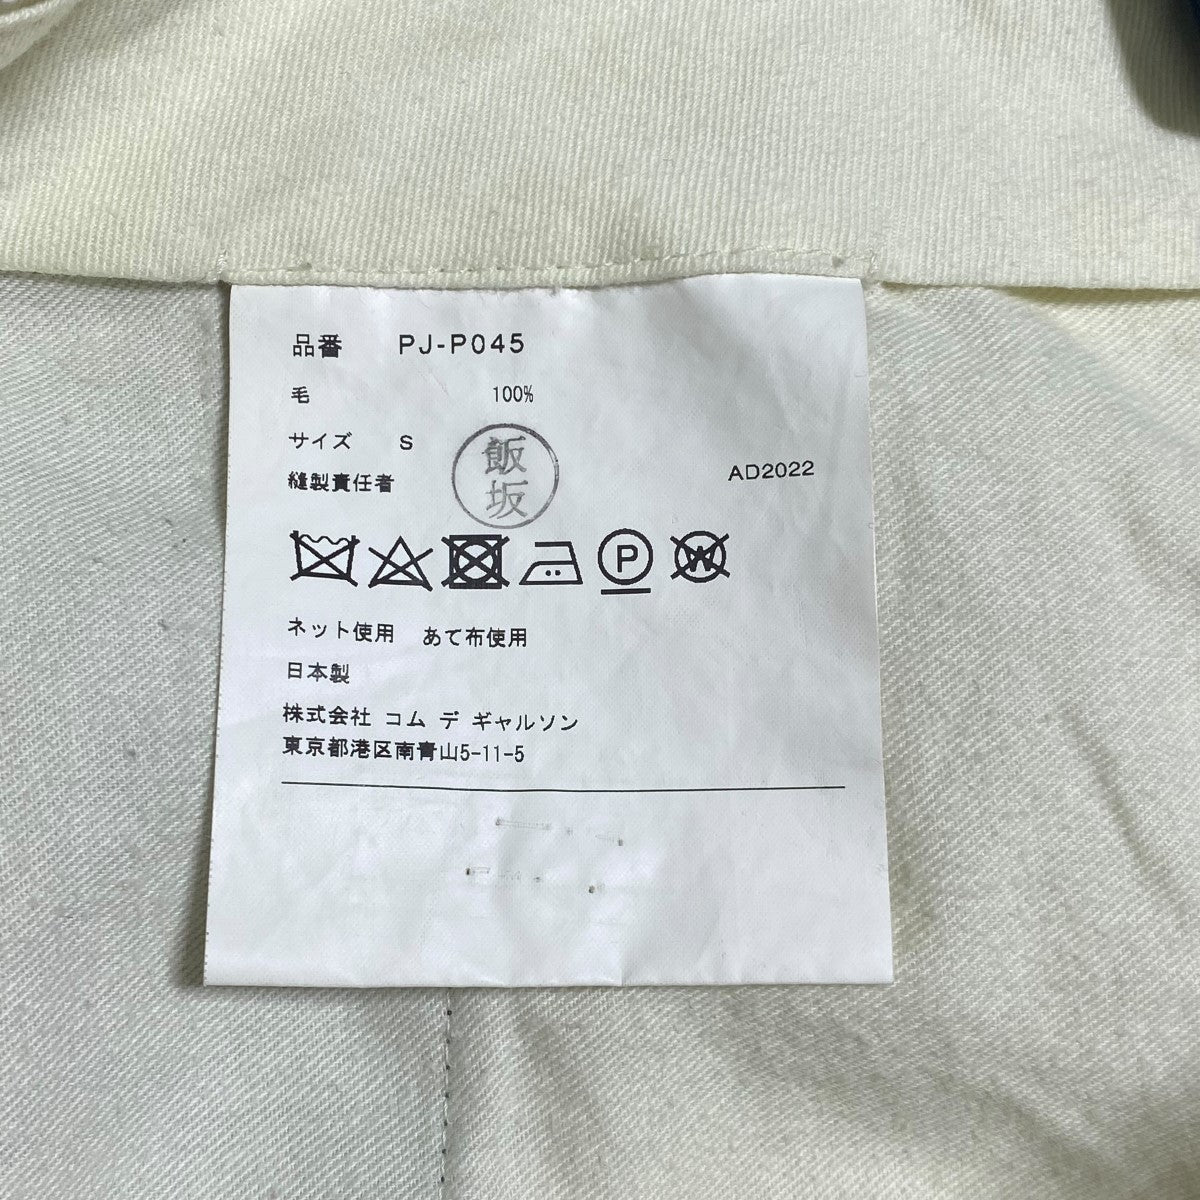 品番 PJ-P045
毛 100%
サイズ S
縫製責任者 飯坂
AD2022
P W
ネット使用 あて布使用
日本製
株式会社 コム デ ギャルソン
東京都港区南青山5-11-5